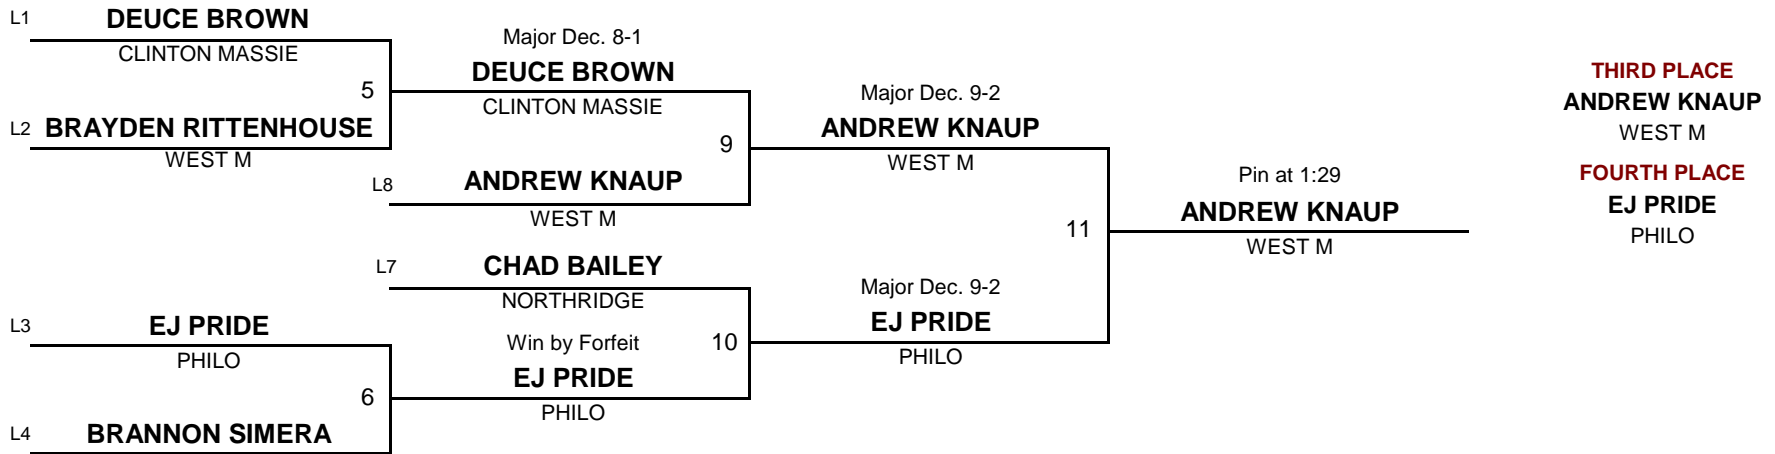 L1 DEUCE BROWN
CLINTON MASSIE
5
L2 BRAYDEN RITTENHOUSE
WEST M
Major Dec. 8-1
DEUCE BROWN
CLINTON MASSIE
9
L8 ANDREW KNAUP
WEST M
L7 CHAD BAILEY
NORTHRIDGE
L3 EJ PRIDE
PHILO
6
L4 BRANNON SIMERA
Win by Forfeit
10
EJ PRIDE
PHILO
Major Dec. 9-2
ANDREW KNAUP
WEST M
11
Major Dec. 9-2
EJ PRIDE
PHILO
Pin at 1:29
ANDREW KNAUP
WEST M
THIRD PLACE
ANDREW KNAUP
WEST M
FOURTH PLACE
EJ PRIDE
PHILO